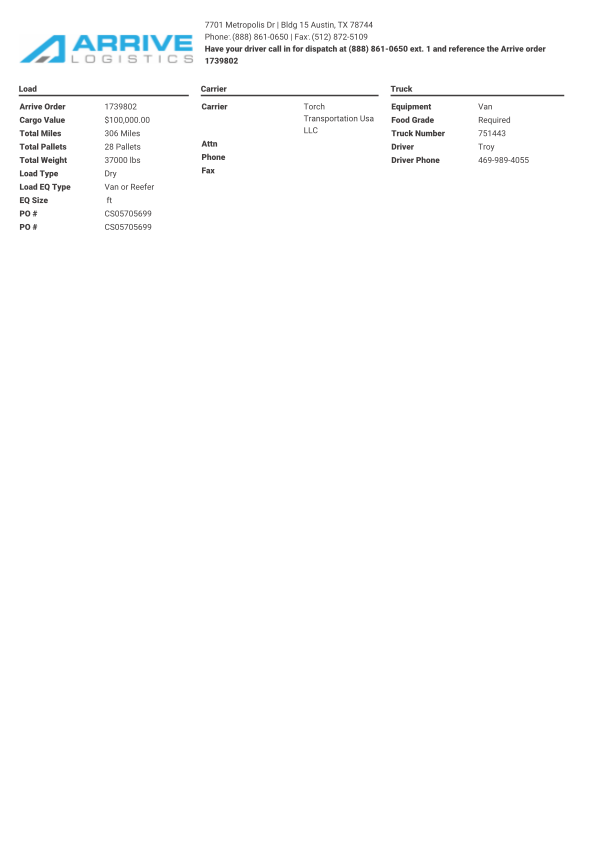 ARRIVE
LOGISTICS
7701 Metropolis Dr | Bldg 15 Austin, TX 78744
Phone: (888) 861-0650 | Fax: (512) 872-5109
Have your driver call in for dispatch at (888) 861-0650 ext. 1 and reference the Arrive order
1739802
Load
Arrive Order 1739802
Cargo Value $100,000.00
Total Miles 306 Miles
Total Pallets 28 Pallets
Total Weight 37000 lbs
Load Type Dry
Load EQ Type Van or Reefer
EQ Size ft
PO # CS05705699
PO # CS05705699
Carrier
Carrier Torch
Transportation Usa
LLC
Attn
Phone
Fax
Truck
Equipment Van
Food Grade Required
Truck Number 751443
Driver Troy
Driver Phone 469-989-4055